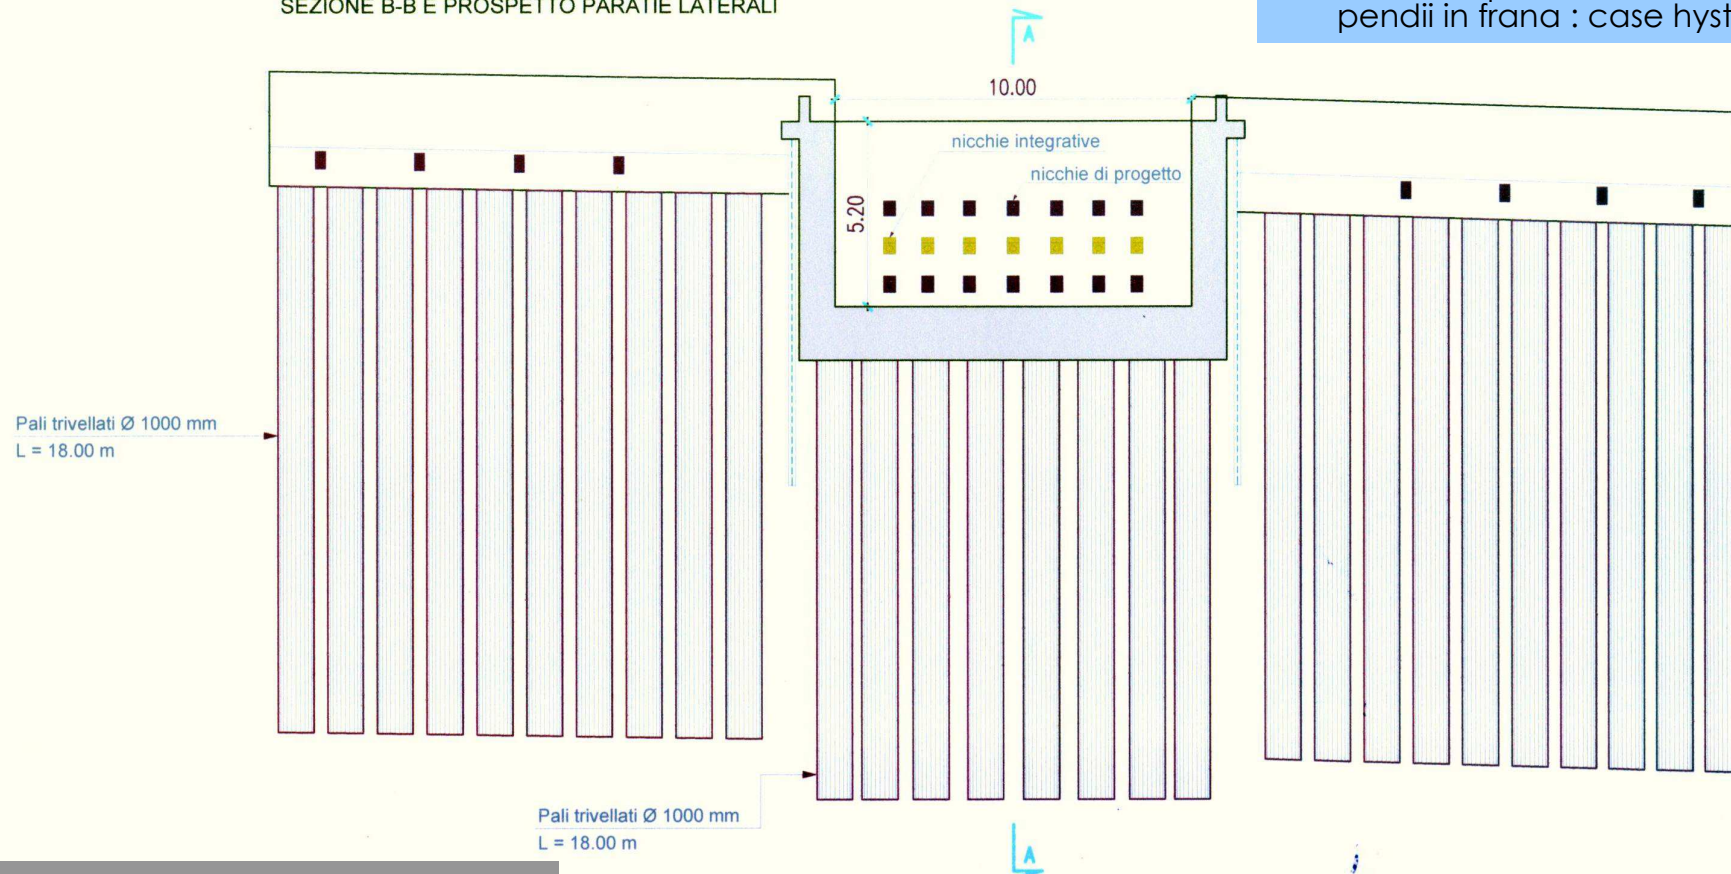 SEZIONE B-B E PROSPETTO PARATIE LATERALI
pendii in frana : case hyst
A
10.00
nicchie integrative
nicchie di progetto
5.20
Pali trivellati Ø 1000 mm
L = 18.00 m
Pali trivellati Ø 1000 mm
L = 18.00 m
A